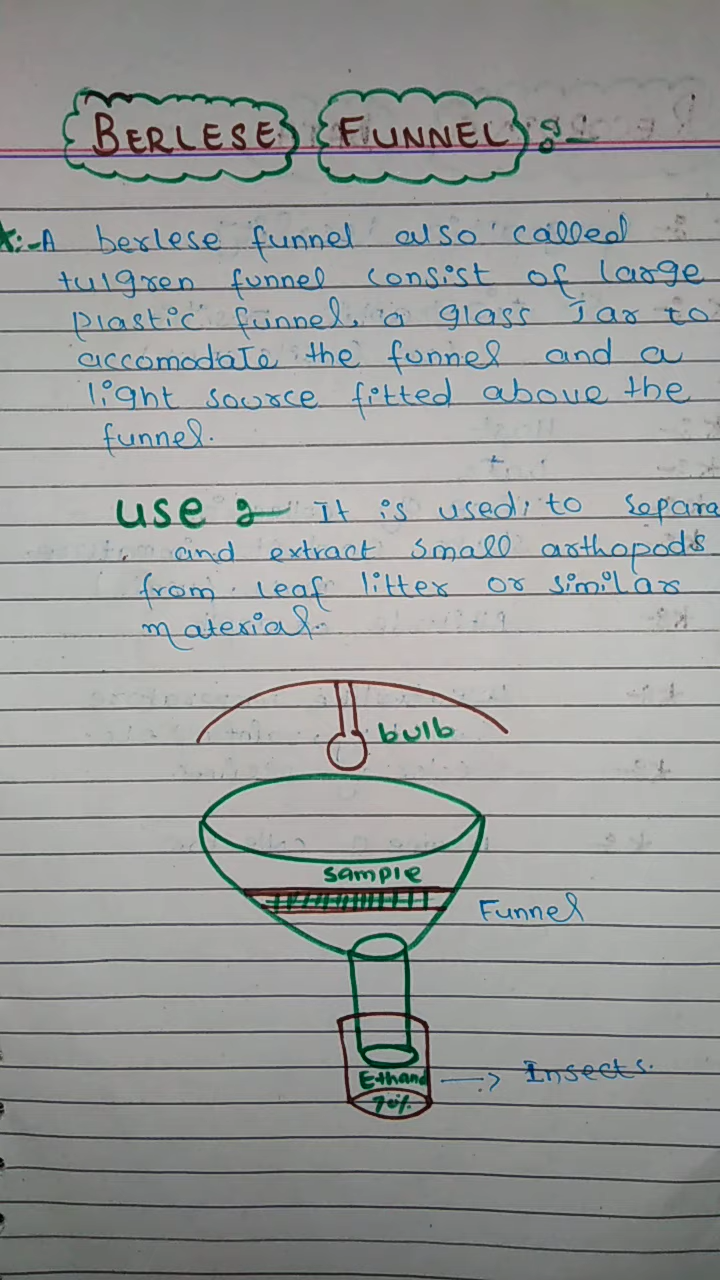 BERLESE FUNNEL :-
*:- A berlese funnel also called
tulgren funnel consist of large
plastic funnel, a glass Jar to
accomodate the funnel and a
light source fitted above the
funnel.
use :- It is used to separa
and extract small arthopods
from leaf litter or similar
material.
bulb
sample
Funnel
Ethanol → Insects.
70%